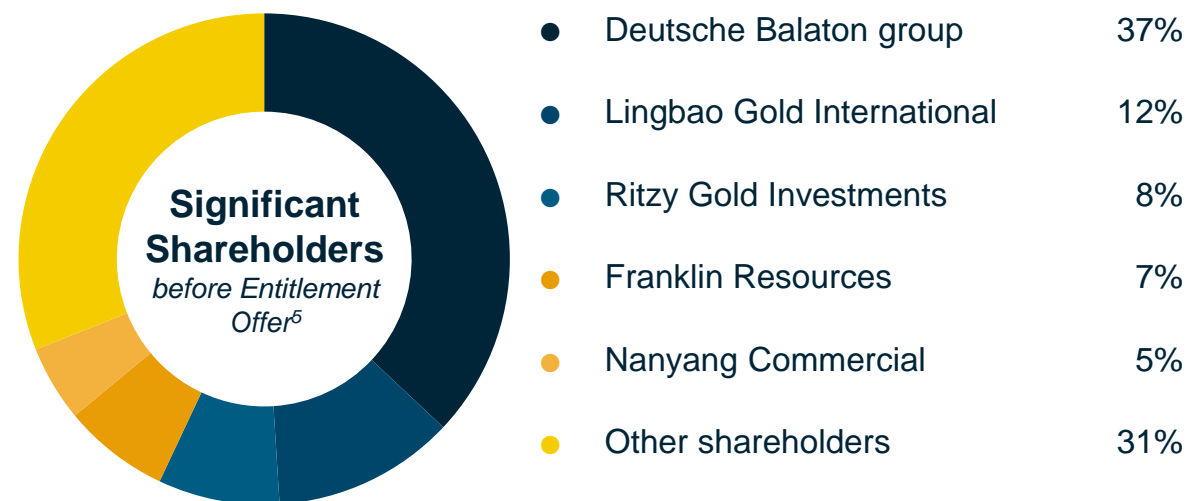 Significant
Shareholders
before Entitlement
Offer⁵
Deutsche Balaton group 37%
Lingbao Gold International 12%
Ritzy Gold Investments 8%
Franklin Resources 7%
Nanyang Commercial 5%
Other shareholders 31%